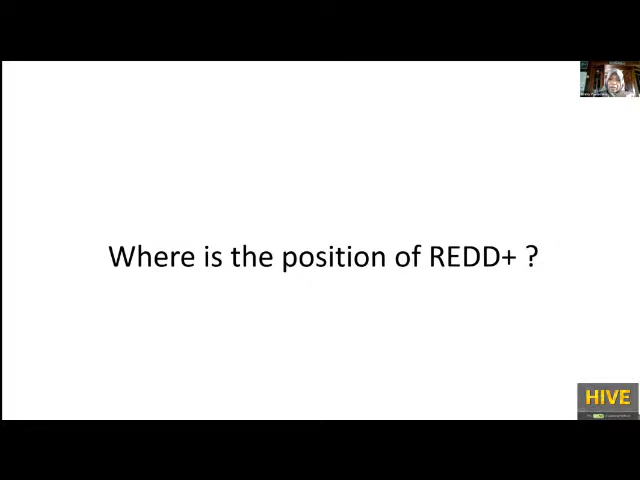 Where is the position of REDD+ ?
HIVE